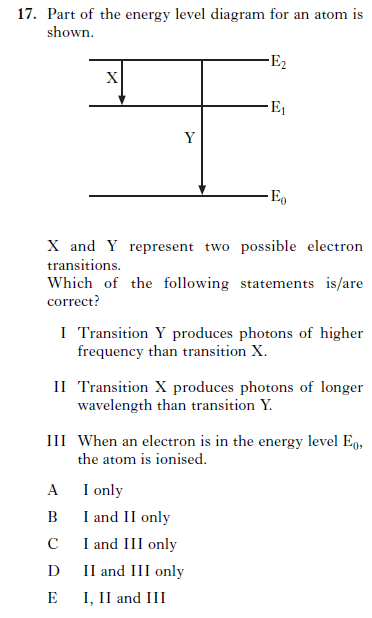 17. Part of the energy level diagram for an atom is
shown.
E2
X
E1
Y
E0
X and Y represent two possible electron
transitions.
Which of the following statements is/are
correct?
I Transition Y produces photons of higher
frequency than transition X.
II Transition X produces photons of longer
wavelength than transition Y.
III When an electron is in the energy level E0,
the atom is ionised.
A I only
B I and II only
C I and III only
D II and III only
E I, II and III